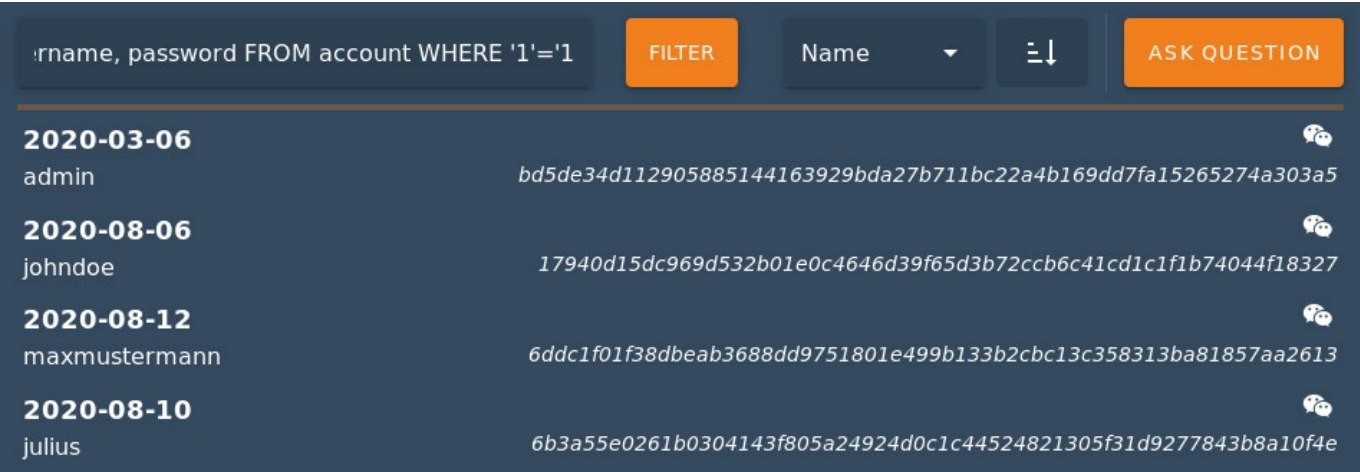 rname, password FROM account WHERE '1'='1 FILTER Name ASK QUESTION
2020-03-06
admin bd5de34d112905885144163929bda27b711bc22a4b169dd7fa15265274a303a5
2020-08-06
johndoe 17940d15dc969d532b01e0c4646d39f65d3b72ccb6c41cd1c1f1b74044f18327
2020-08-12
maxmustermann 6ddc1f01f38dbeab3688dd9751801e499b133b2cbc13c358313ba81857aa2613
2020-08-10
julius 6b3a55e0261b0304143f805a24924d0c1c44524821305f31d9277843b8a10f4e